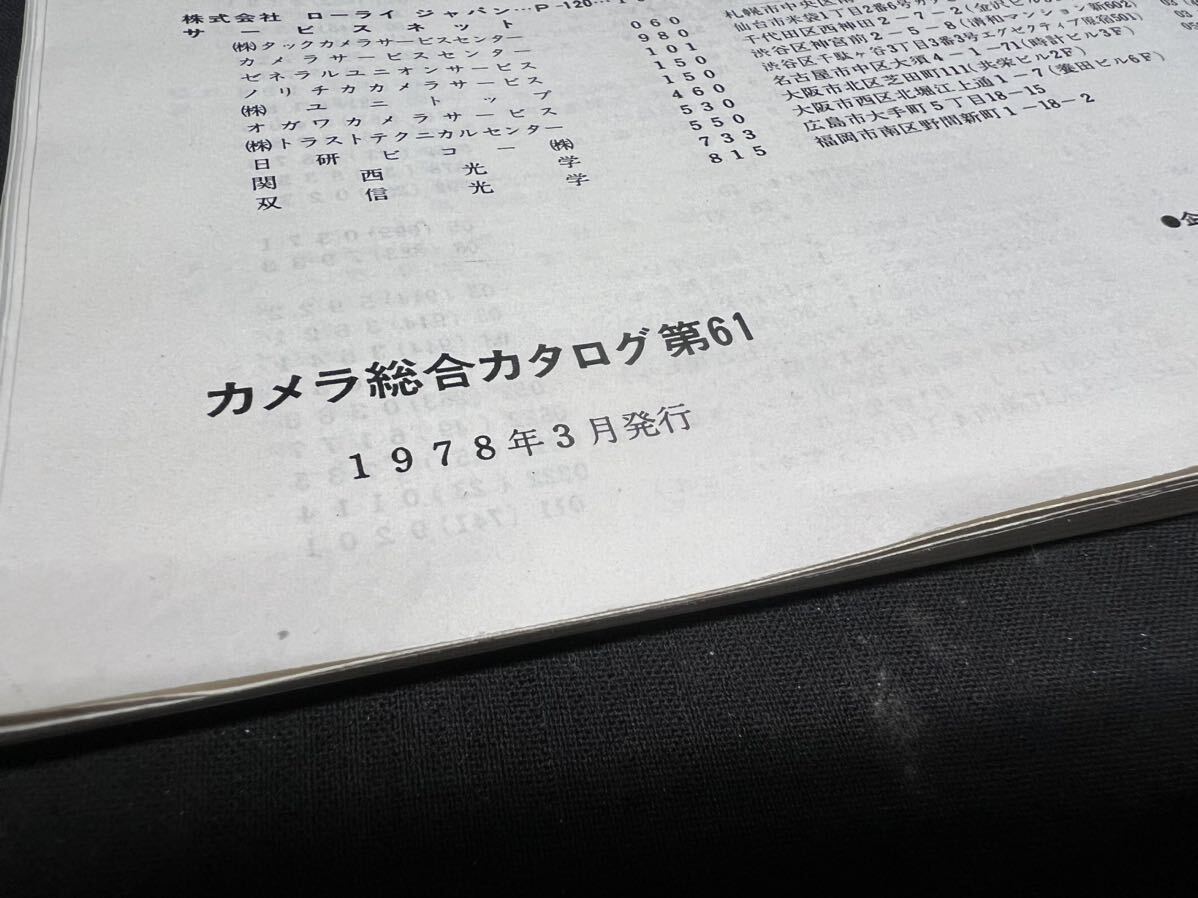 株式会社 ローライ ジャパン…P-120…
サービスネット
㈱タックカメラサービスセンター 060 札幌市中央区南
カメラサービスセンター 980 仙台市米袋1丁目2番6号
ゼネラルユニオンサービス 101 千代田区西神田2-7-2(金沢ビル
ノリチカカメラサービス 150 渋谷区神宮前2-5-8(浦和マンション新602)
㈱ユニトップ 150 渋谷区千駄ヶ谷3丁目3番3号エグセクティブ原宿501)
オガワカメラサービス 460 名古屋市中区大須4-1-71(時計ビル3F)
㈱トラストテクニカルセンター 530 大阪市北区芝田町111(共栄ビル2F)
日研ビコー㈱ 550 大阪市西区北堀江上通1-7(養田ビル6F)
関西光学 733 広島市大手町5丁目18-15
双信光学 815 福岡市南区野間新町1-18-2
●企
カメラ総合カタログ第61
1978年3月発行